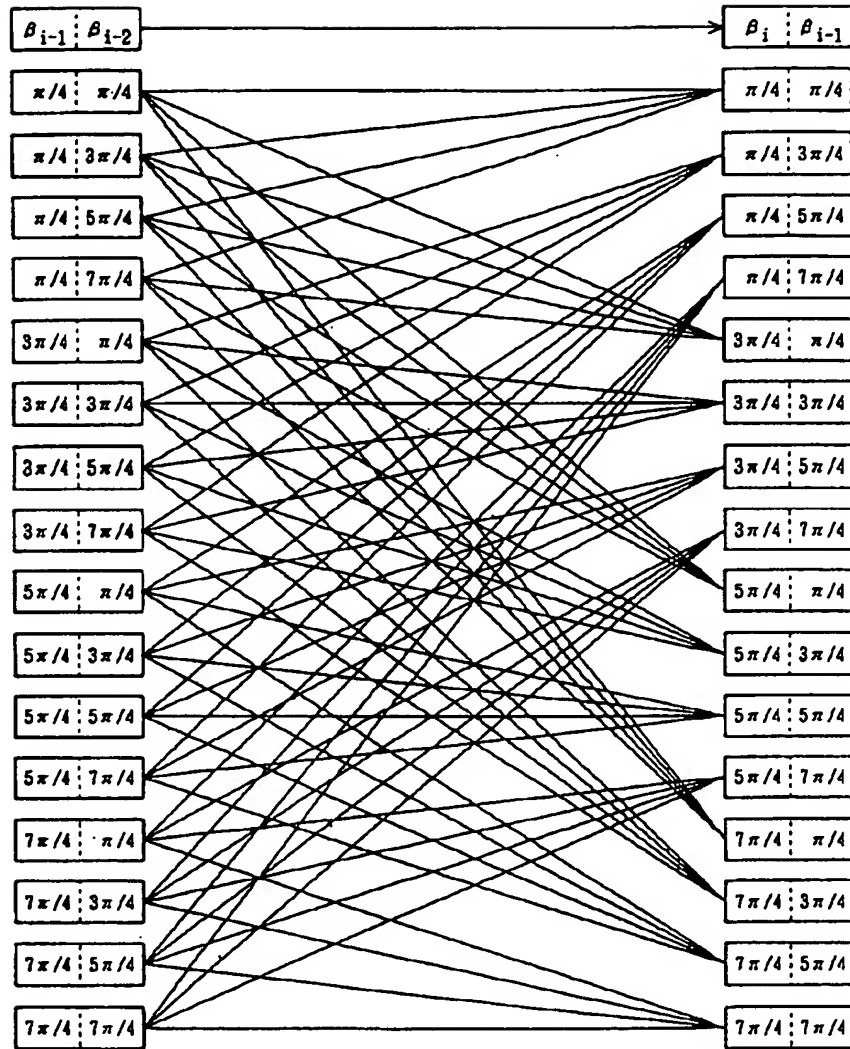 β_{i-1} β_{i-2} → β_i β_{i-1}
π/4 π/4 π/4 π/4
π/4 3π/4 π/4 3π/4
π/4 5π/4 π/4 5π/4
π/4 7π/4 π/4 7π/4
3π/4 π/4 3π/4 π/4
3π/4 3π/4 3π/4 3π/4
3π/4 5π/4 3π/4 5π/4
3π/4 7π/4 3π/4 7π/4
5π/4 π/4 5π/4 π/4
5π/4 3π/4 5π/4 3π/4
5π/4 5π/4 5π/4 5π/4
5π/4 7π/4 5π/4 7π/4
7π/4 π/4 7π/4 π/4
7π/4 3π/4 7π/4 3π/4
7π/4 5π/4 7π/4 5π/4
7π/4 7π/4 7π/4 7π/4